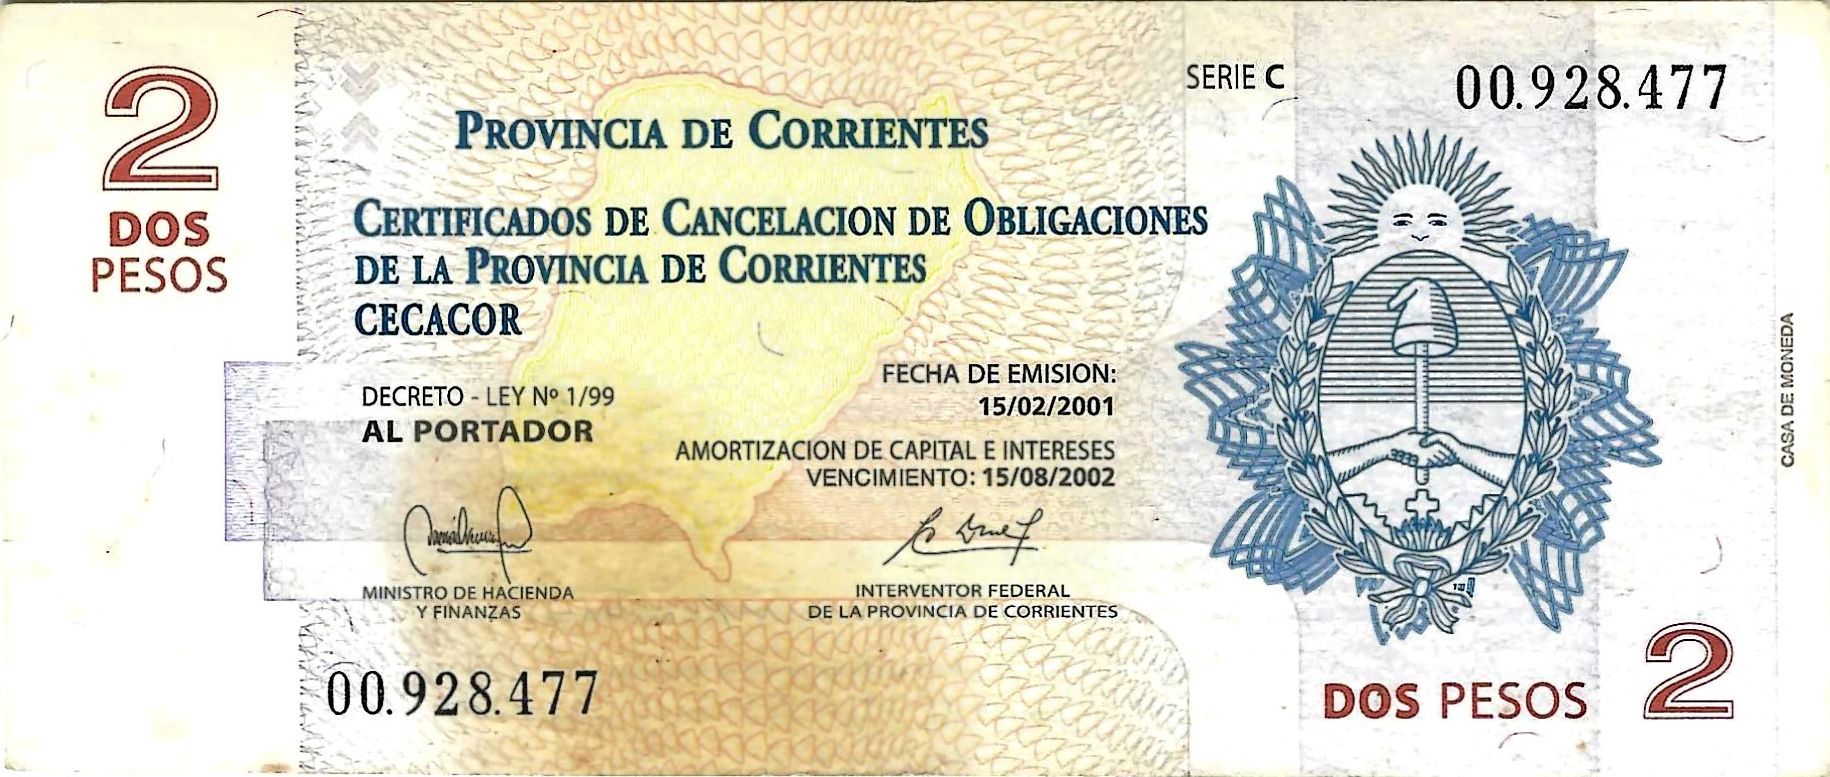 2
DOS
PESOS
PROVINCIA DE CORRIENTES
SERIE C
00.928.477
CERTIFICADOS DE CANCELACION DE OBLIGACIONES
DE LA PROVINCIA DE CORRIENTES
CECACOR
DECRETO - LEY Nº 1/99
AL PORTADOR
FECHA DE EMISION:
15/02/2001
AMORTIZACION DE CAPITAL E INTERESES
VENCIMIENTO: 15/08/2002
MINISTRO DE HACIENDA
Y FINANZAS
INTERVENTOR FEDERAL
DE LA PROVINCIA DE CORRIENTES
00.928.477
DOS PESOS
2
CASA DE MONEDA